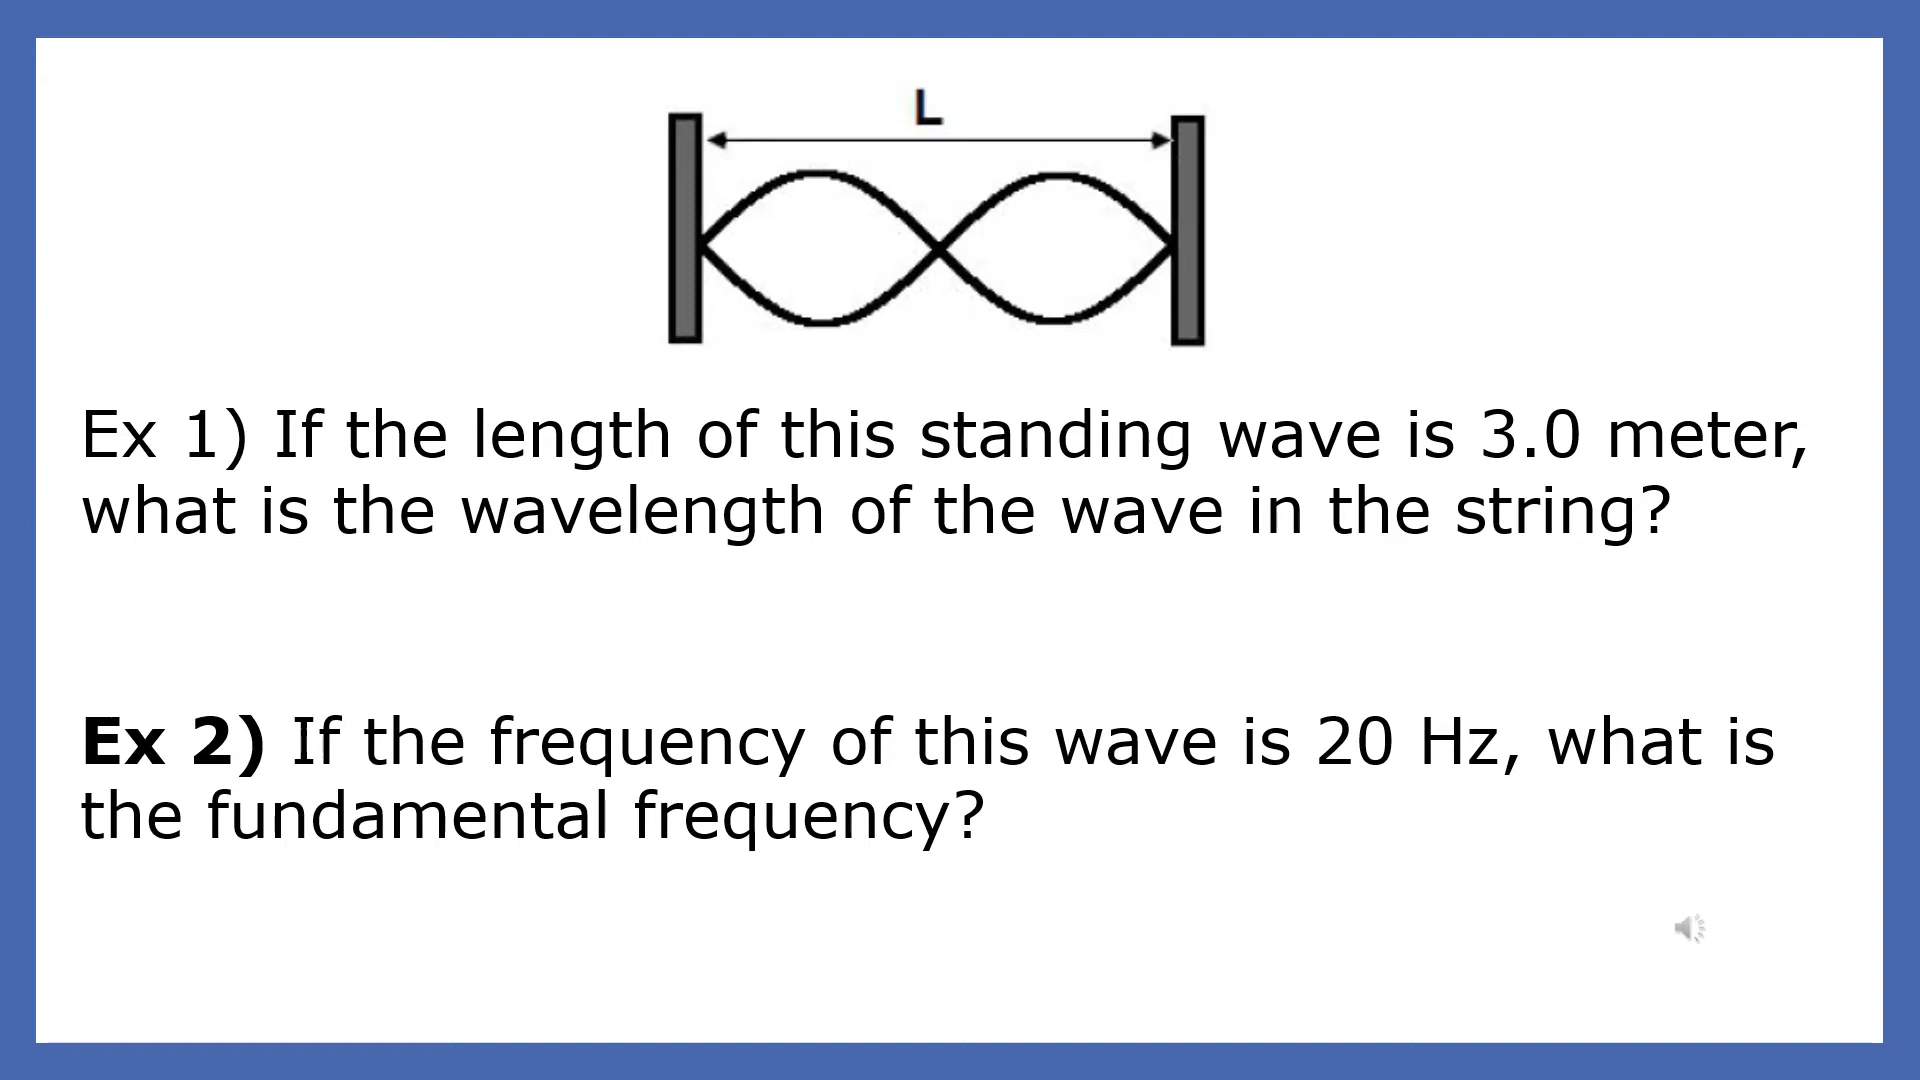 L
Ex 1) If the length of this standing wave is 3.0 meter,
what is the wavelength of the wave in the string?
Ex 2) If the frequency of this wave is 20 Hz, what is
the fundamental frequency?